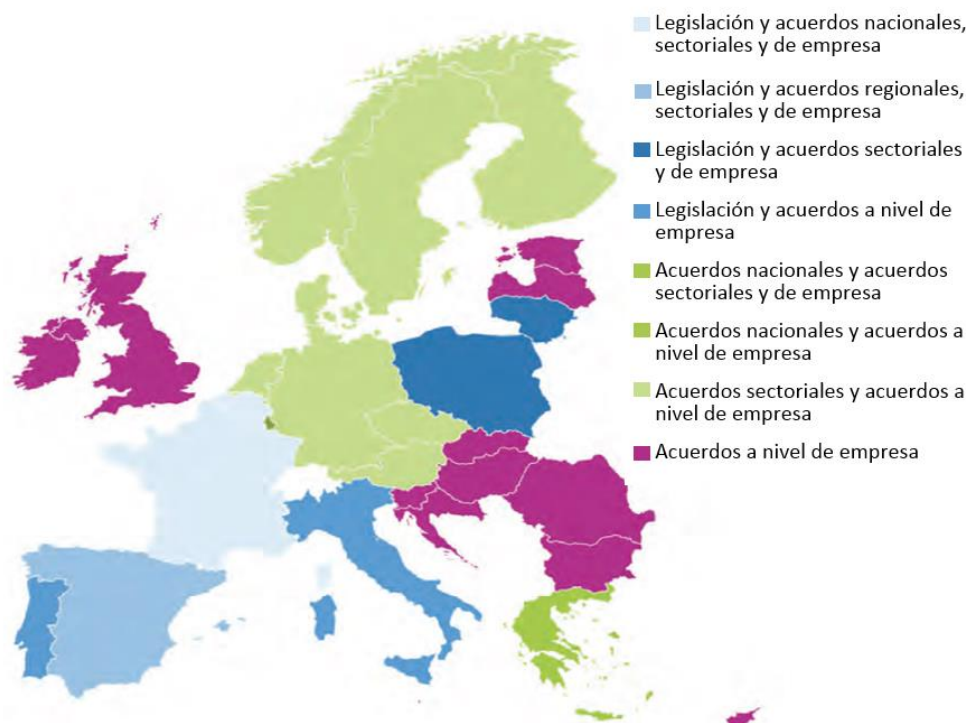 Legislación y acuerdos nacionales,
sectoriales y de empresa
Legislación y acuerdos regionales,
sectoriales y de empresa
Legislación y acuerdos sectoriales
y de empresa
Legislación y acuerdos a nivel de
empresa
Acuerdos nacionales y acuerdos
sectoriales y de empresa
Acuerdos nacionales y acuerdos a
nivel de empresa
Acuerdos sectoriales y acuerdos a
nivel de empresa
Acuerdos a nivel de empresa